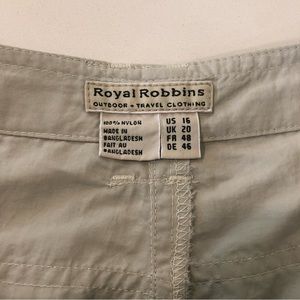 Royal Robbins
OUTDOOR + TRAVEL CLOTHING
100% NYLON
MADE IN
BANGLADESH
FAIT AU
BANGLADESH
US 16
UK 20
FR 48
DE 46